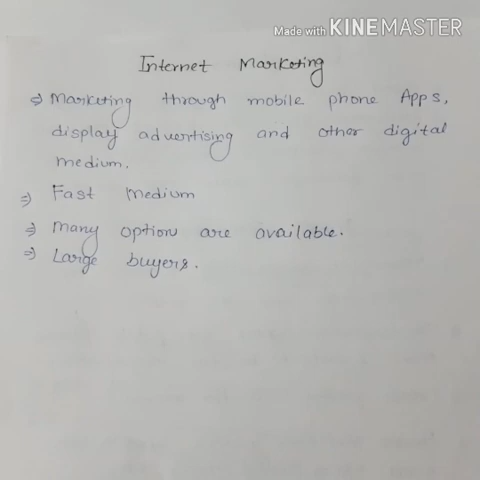 Made with KINEMASTER
Internet Marketing
⇒ Marketing through mobile phone Apps,
display advertising and other digital
medium.
⇒ Fast Medium
⇒ Many option are available.
⇒ Large buyers.